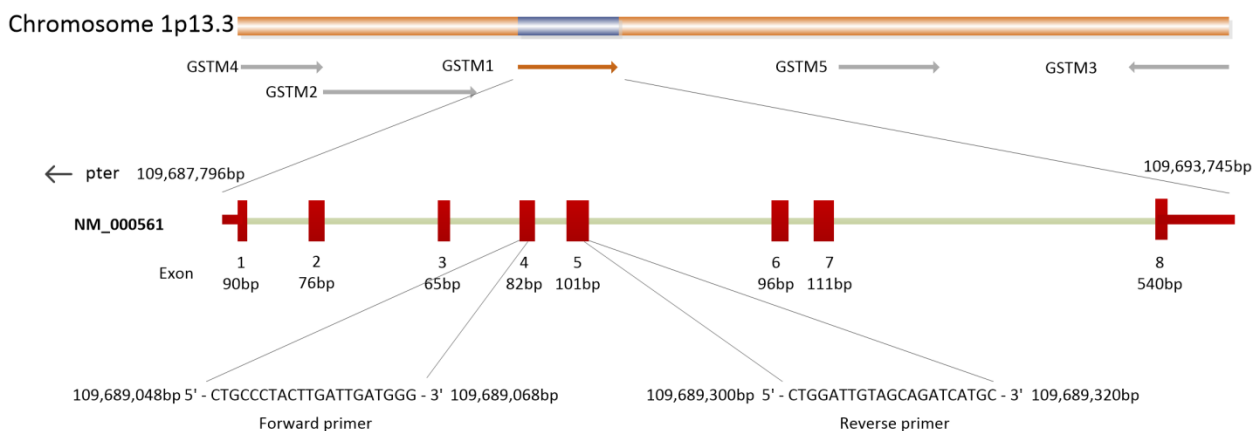 Chromosome 1p13.3
GSTM4 GSTM1 GSTM5 GSTM3
GSTM2
← pter 109,687,796bp 109,693,745bp
NM_000561
Exon 1 2 3 4 5 6 7 8
90bp 76bp 65bp 82bp 101bp 96bp 111bp 540bp
109,689,048bp 5' - CTGCCCTACTTGATTGATGGG - 3' 109,689,068bp 109,689,300bp 5' - CTGGATTGTAGCAGATCATGC - 3' 109,689,320bp
Forward primer Reverse primer